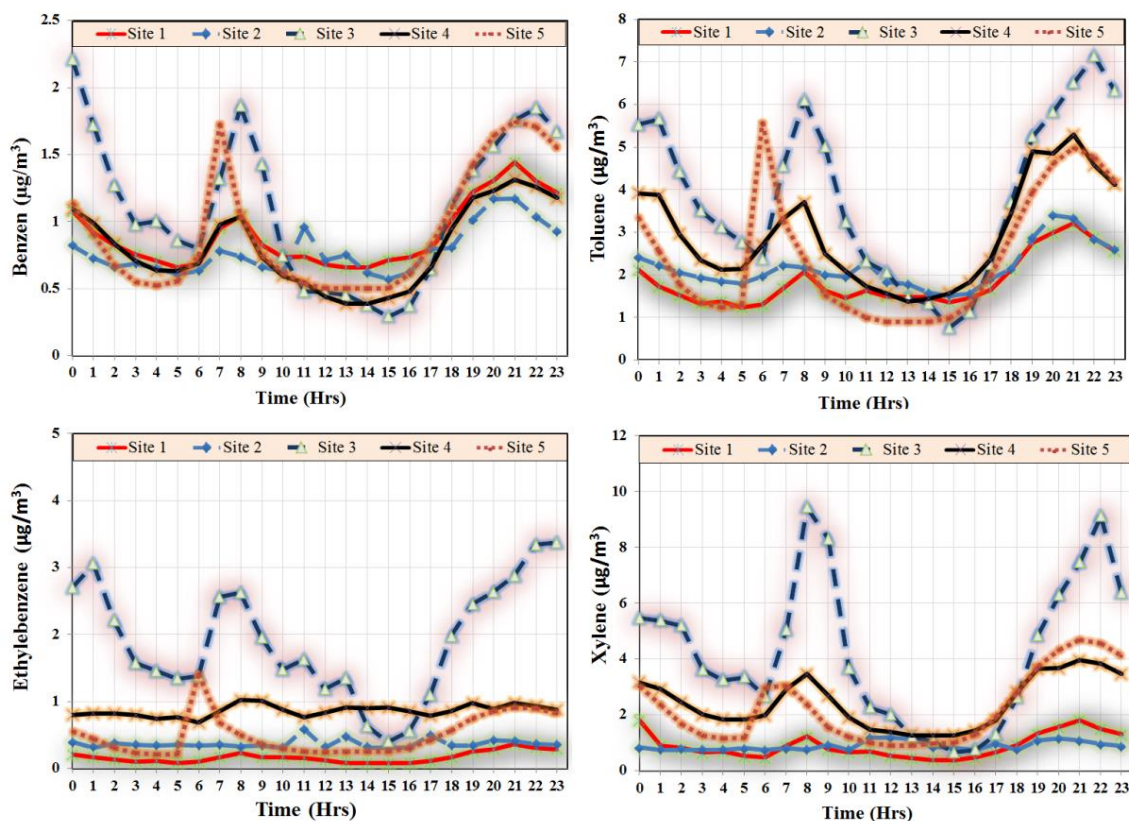 2.5
Site 1 Site 2 Site 3 Site 4 Site 5
2
1.5
1
0.5
0
Benzen (µg/m³)
0 1 2 3 4 5 6 7 8 9 10 11 12 13 14 15 16 17 18 19 20 21 22 23
Time (Hrs)
8
Site 1 Site 2 Site 3 Site 4 Site 5
7
6
5
4
3
2
1
0
Toluene (µg/m³)
0 1 2 3 4 5 6 7 8 9 10 11 12 13 14 15 16 17 18 19 20 21 22 23
Time (Hrs)
5
Site 1 Site 2 Site 3 Site 4 Site 5
4
3
2
1
0
Ethylebenzene (µg/m³)
0 1 2 3 4 5 6 7 8 9 10 11 12 13 14 15 16 17 18 19 20 21 22 23
Time (Hrs)
12
Site 1 Site 2 Site 3 Site 4 Site 5
10
8
6
4
2
0
Xylene (µg/m³)
0 1 2 3 4 5 6 7 8 9 10 11 12 13 14 15 16 17 18 19 20 21 22 23
Time (Hrs)